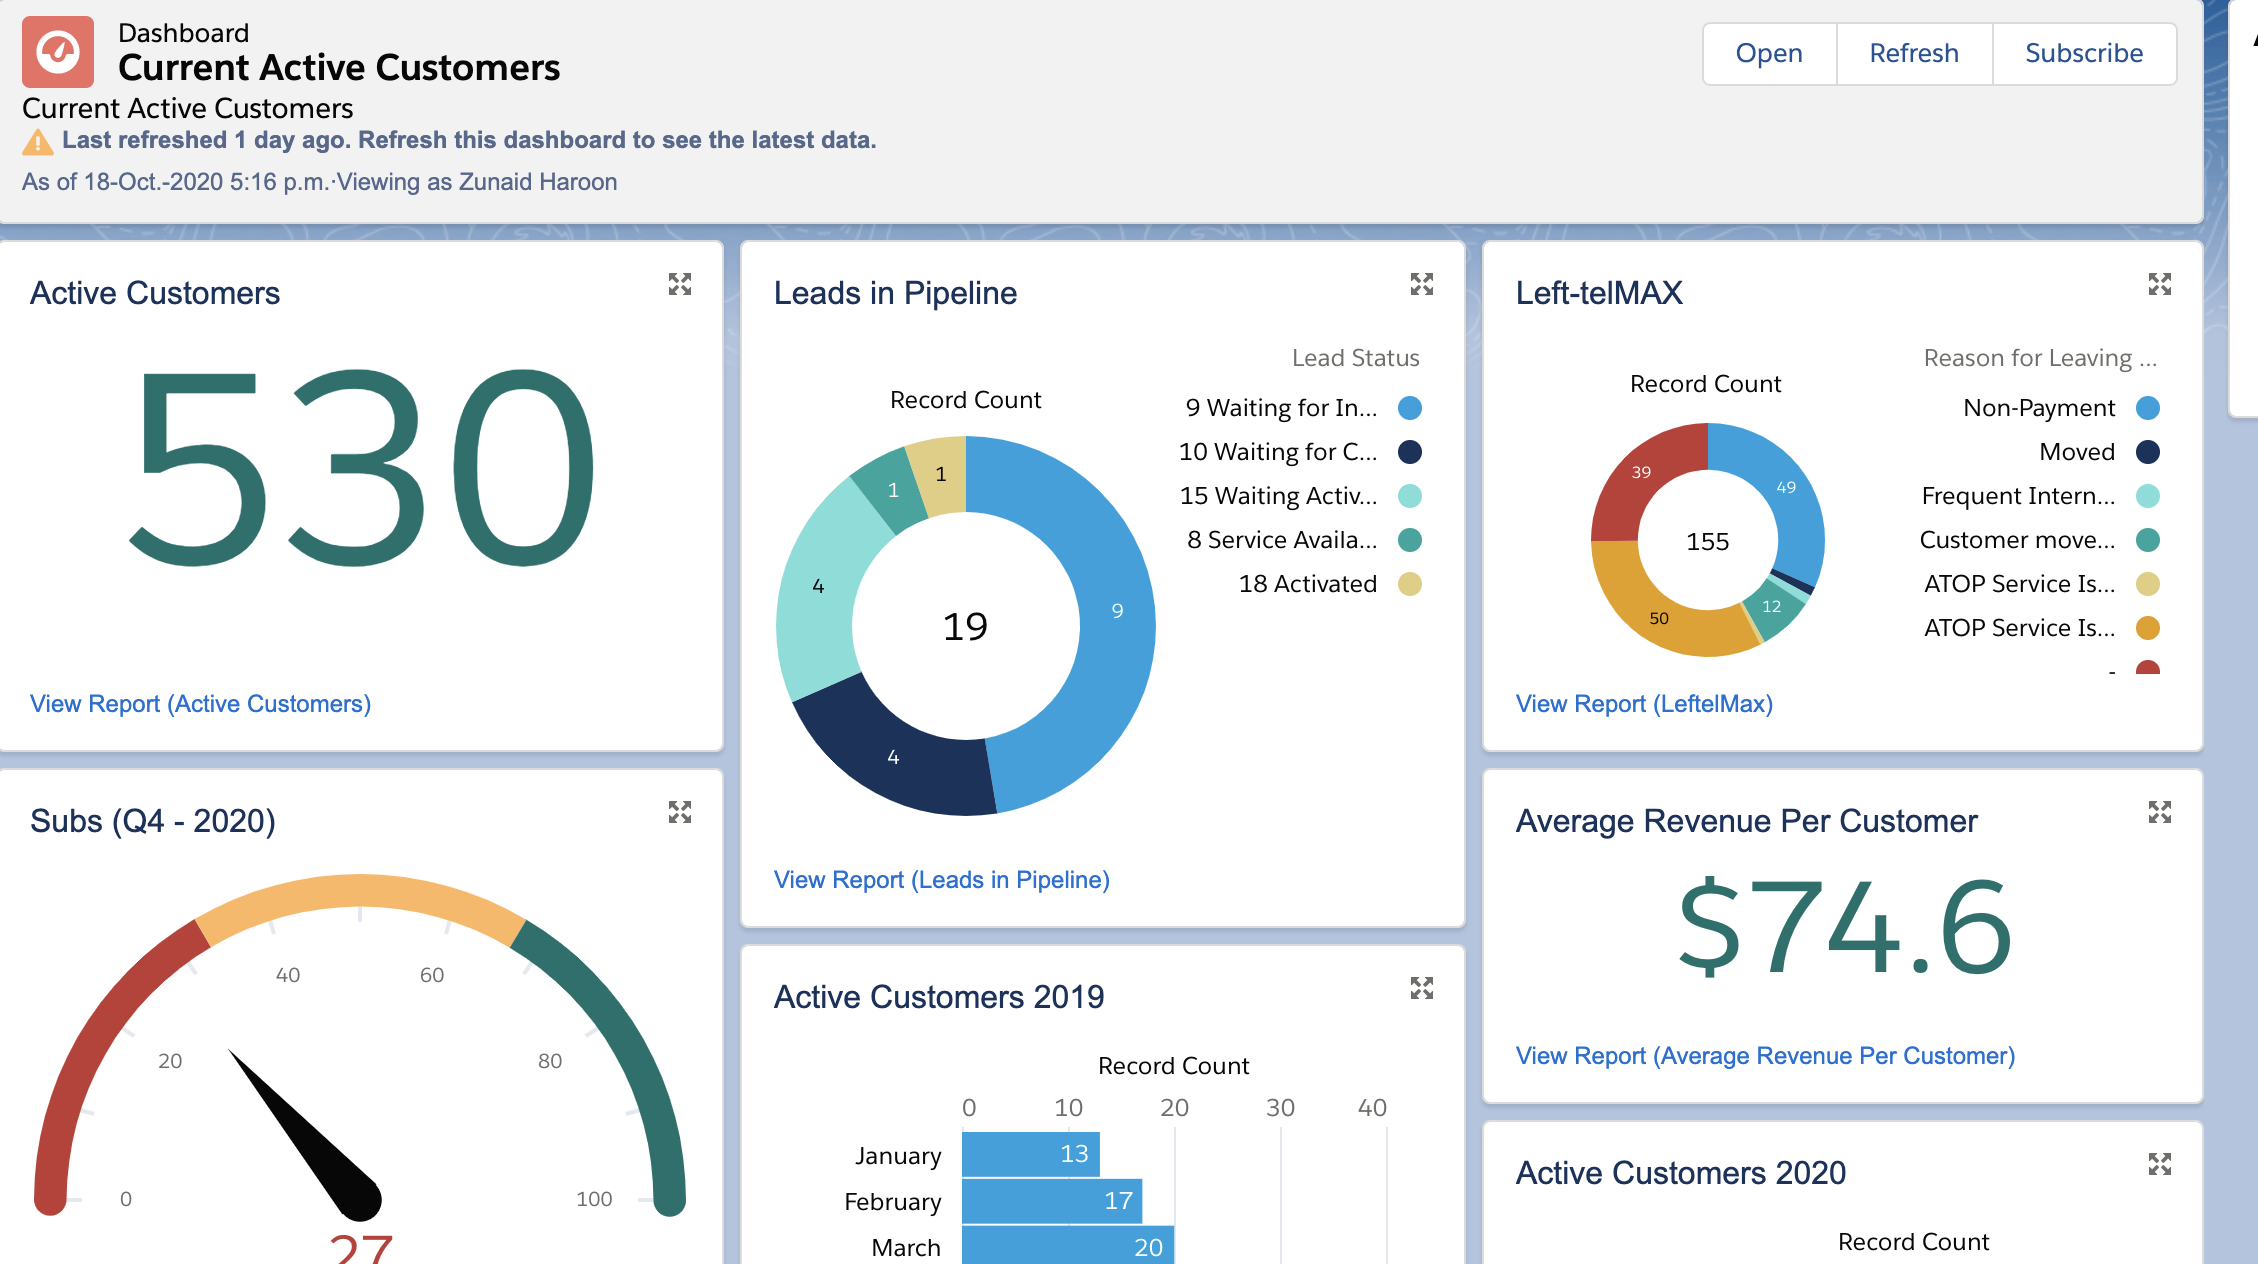 Dashboard
Current Active Customers
Current Active Customers
Last refreshed 1 day ago. Refresh this dashboard to see the latest data.
As of 18-Oct.-2020 5:16 p.m.·Viewing as Zunaid Haroon
Open
Refresh
Subscribe
Active Customers
530
View Report (Active Customers)
Leads in Pipeline
Lead Status
Record Count
9 Waiting for In...
10 Waiting for C...
15 Waiting Activ...
8 Service Availa...
18 Activated
1
1
4
9
19
4
View Report (Leads in Pipeline)
Left-telMAX
Reason for Leaving ...
Record Count
Non-Payment
Moved
Frequent Intern...
Customer move...
ATOP Service Is...
ATOP Service Is...
-
39
49
155
12
50
View Report (LeftelMax)
Subs (Q4 - 2020)
40
60
20
80
0
100
27
Active Customers 2019
Record Count
0 10 20 30 40
January 13
February 17
March 20
Average Revenue Per Customer
$74.6
View Report (Average Revenue Per Customer)
Active Customers 2020
Record Count